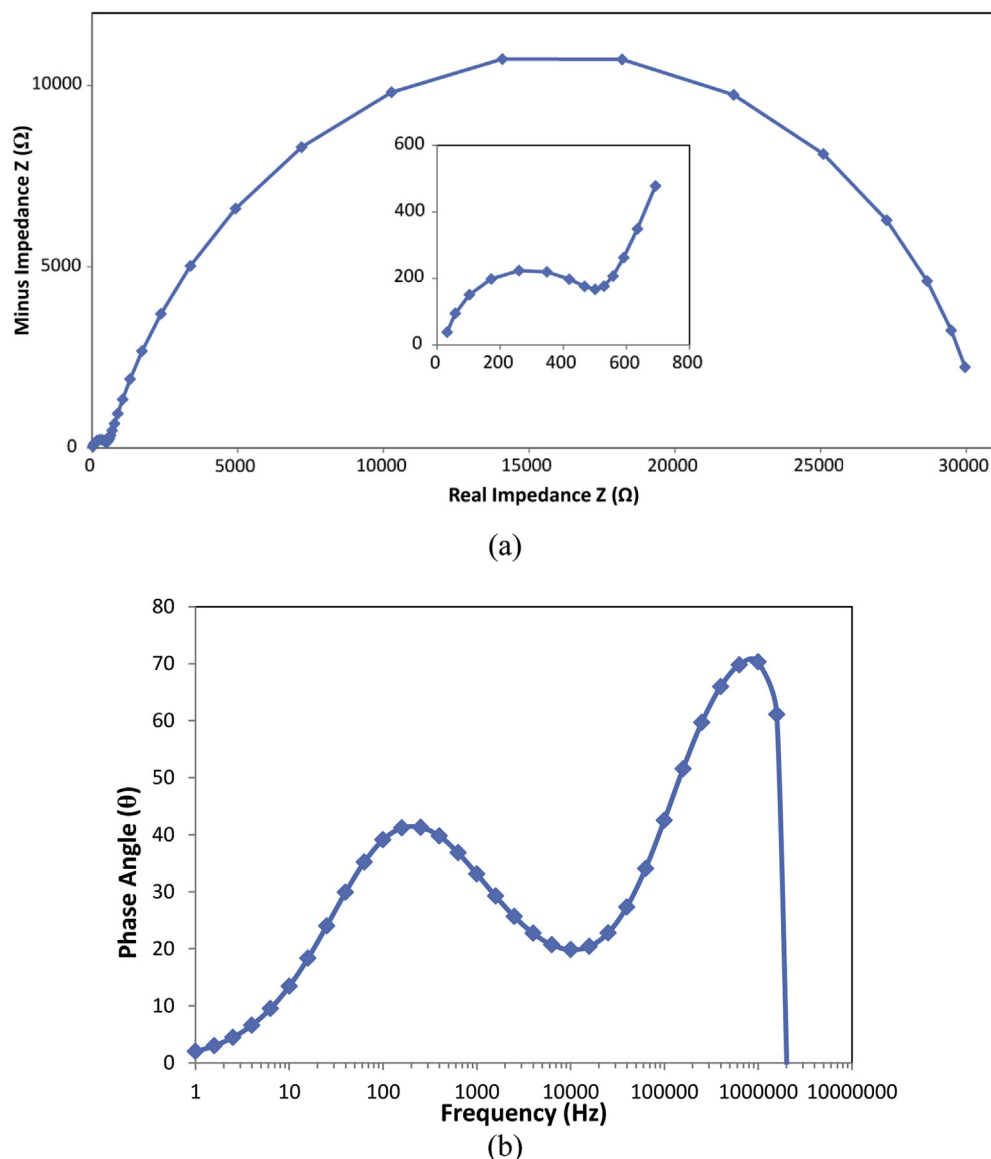 Minus Impedance Z (Ω)
10000
5000
0
600
400
200
0
0 200 400 600 800
0 5000 10000 15000 20000 25000 30000
Real Impedance Z (Ω)
(a)
Phase Angle (θ)
80
70
60
50
40
30
20
10
0
1 10 100 1000 10000 100000 1000000 10000000
Frequency (Hz)
(b)